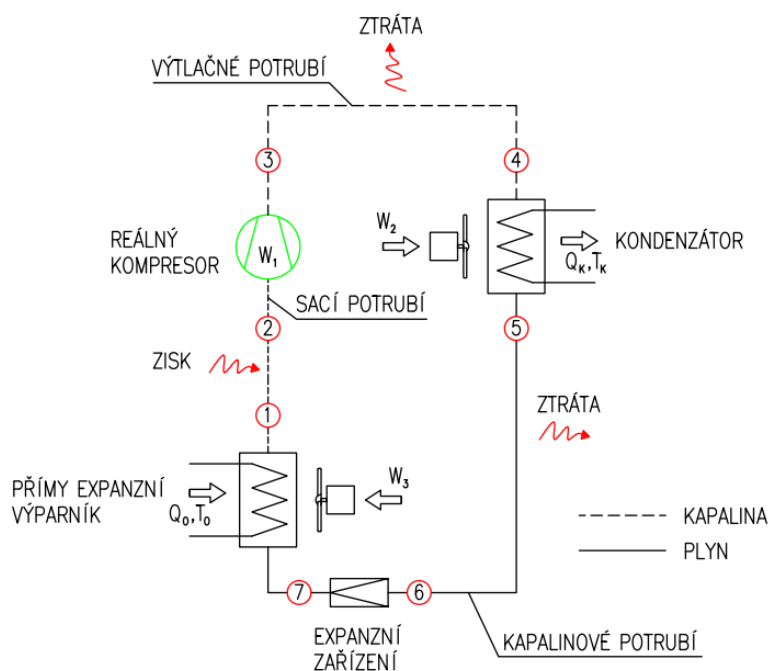 ZTRÁTA
VÝTLAČNÉ POTRUBÍ
3
4
REÁLNÝ
KOMPRESOR
W₁
W₂
Qₖ,Tₖ
KONDENZÁTOR
SACÍ POTRUBÍ
2
5
ZISK
1
ZTRÁTA
PŘÍMY EXPANZNÍ
VÝPARNÍK
Q₀,T₀
W₃
KAPALINA
PLYN
7
6
EXPANZNÍ
ZAŘÍZENÍ
KAPALINOVÉ POTRUBÍ